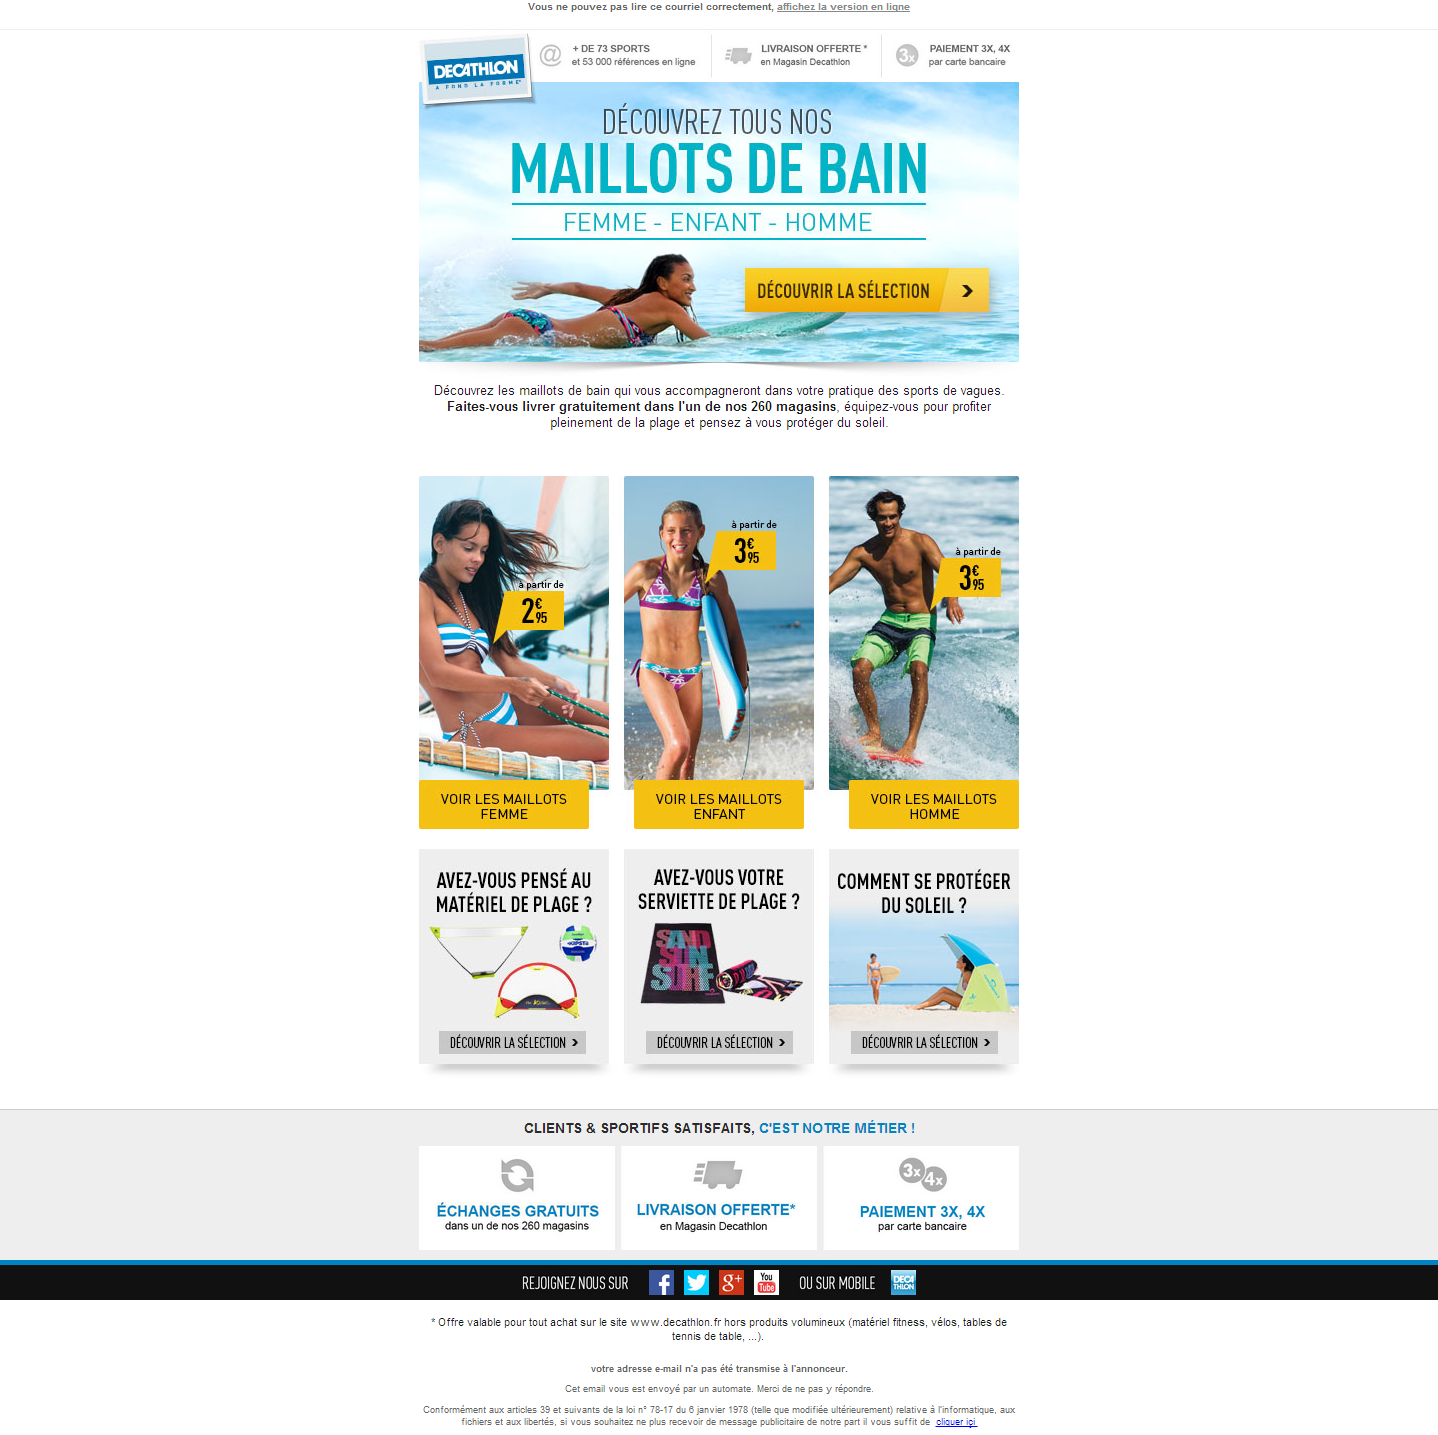 Vous ne pouvez pas lire ce courriel correctement, affichez la version en ligne
DECATHLON
A FOND LA FORME
+ DE 73 SPORTS
et 53 000 références en ligne
LIVRAISON OFFERTE *
en Magasin Decathlon
3x
PAIEMENT 3X, 4X
par carte bancaire
DÉCOUVREZ TOUS NOS
MAILLOTS DE BAIN
FEMME - ENFANT - HOMME
DÉCOUVRIR LA SÉLECTION
Découvrez les maillots de bain qui vous accompagneront dans votre pratique des sports de vagues.
Faites-vous livrer gratuitement dans l'un de nos 260 magasins, équipez-vous pour profiter
pleinement de la plage et pensez à vous protéger du soleil.
à partir de
2€95
VOIR LES MAILLOTS
FEMME
à partir de
3€95
VOIR LES MAILLOTS
ENFANT
à partir de
3€95
VOIR LES MAILLOTS
HOMME
AVEZ-VOUS PENSÉ AU
MATÉRIEL DE PLAGE ?
KIPSTA
DÉCOUVRIR LA SÉLECTION
AVEZ-VOUS VOTRE
SERVIETTE DE PLAGE ?
SAND
SUN
SURF
DÉCOUVRIR LA SÉLECTION
COMMENT SE PROTÉGER
DU SOLEIL ?
DÉCOUVRIR LA SÉLECTION
CLIENTS & SPORTIFS SATISFAITS, C'EST NOTRE MÉTIER !
ÉCHANGES GRATUITS
dans un de nos 260 magasins
LIVRAISON OFFERTE*
en Magasin Decathlon
3x 4x
PAIEMENT 3X, 4X
par carte bancaire
REJOIGNEZ NOUS SUR f g+ You Tube OU SUR MOBILE DECATHLON
* Offre valable pour tout achat sur le site www.decathlon.fr hors produits volumineux (matériel fitness, vélos, tables de
tennis de table, ...).
votre adresse e-mail n'a pas été transmise à l'annonceur.
Cet email vous est envoyé par un automate. Merci de ne pas y répondre.
Conformément aux articles 39 et suivants de la loi n° 78-17 du 6 janvier 1978 (telle que modifiée ultérieurement) relative à l'informatique, aux
fichiers et aux libertés, si vous souhaitez ne plus recevoir de message publicitaire de notre part il vous suffit de cliquer içi